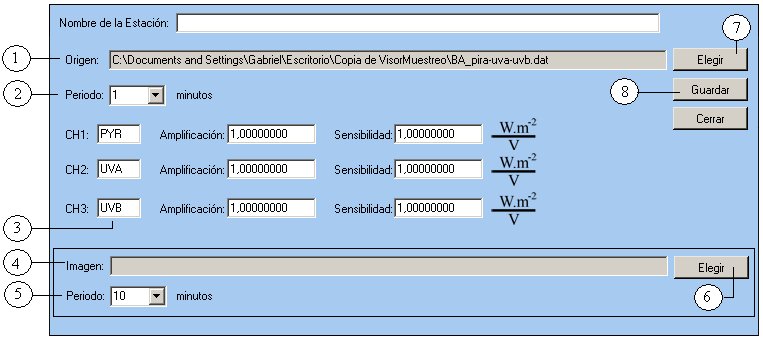 Nombre de la Estación:
7
1 Origen: C:\Documents and Settings\Gabriel\Escritorio\Copia de VisorMuestreo\BA_pira-uva-uvb.dat Elegir
2 Periodo: 1 minutos 8 Guardar
Cerrar
CH1: PYR Amplificación: 1,00000000 Sensibilidad: 1,00000000 W.m-2 / V
CH2: UVA Amplificación: 1,00000000 Sensibilidad: 1,00000000 W.m-2 / V
CH3: UVB Amplificación: 1,00000000 Sensibilidad: 1,00000000 W.m-2 / V
3
4 Imagen: Elegir
5 Periodo: 10 minutos 6